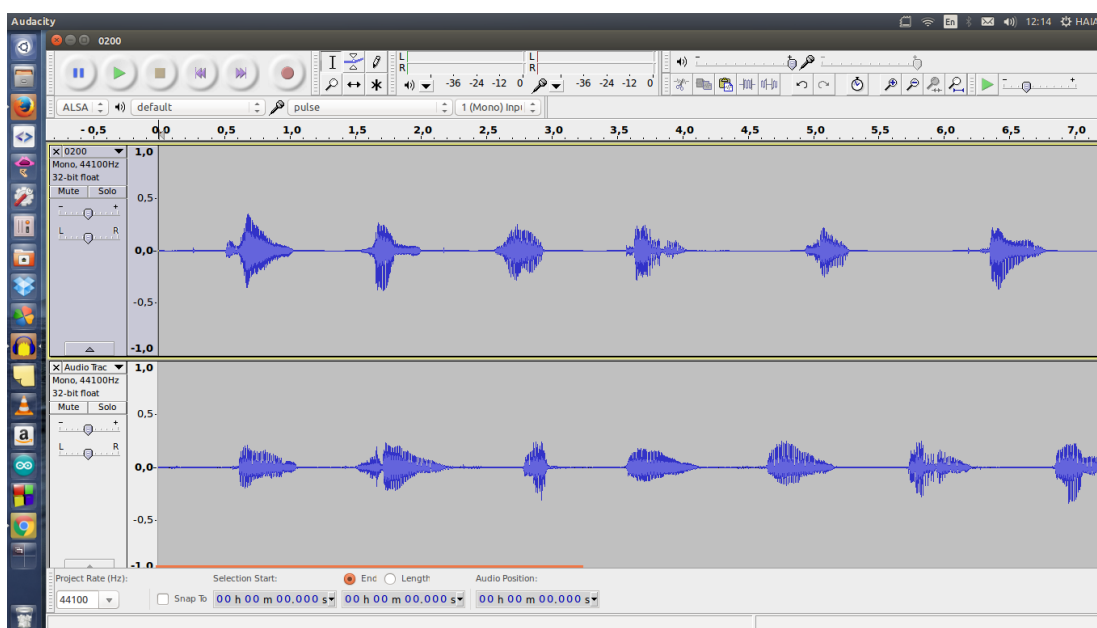 Audacity
En
12:14
HAIA
0200
L
R
L
R
-36 -24 -12 0
-36 -24 -12 0
ALSA
default
pulse
1 (Mono) Inpu
- 0,5 0,0 0,5 1,0 1,5 2,0 2,5 3,0 3,5 4,0 4,5 5,0 5,5 6,0 6,5 7,0
0200
Mono, 44100Hz
32-bit float
Mute Solo
- +
L R
1,0
0,5-
0,0-
-0,5-
-1,0
Audio Trac
Mono, 44100Hz
32-bit float
Mute Solo
- +
L R
1,0
0,5-
0,0-
-0,5-
-1,0
Project Rate (Hz):
Selection Start:
End
Length
Audio Position:
44100
Snap To
00 h 00 m 00,000 s
00 h 00 m 00,000 s
00 h 00 m 00,000 s